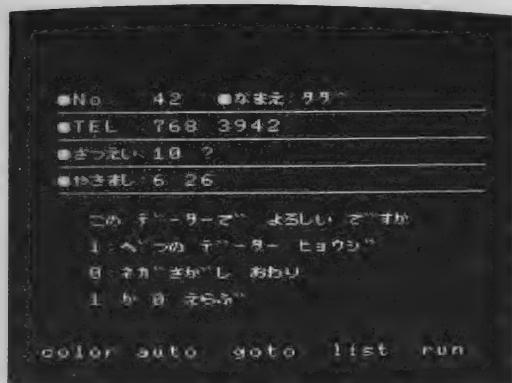 ●No 42 ●なまえ タダ
●TEL 768 3942
●さつえい 10 ?
●やきまし 6 26
この データーで よろしい ですか
1 ベつの データー ヒョウジ
0 ネガ さがし おわり
1 か 0 えらぶ
color auto goto list run